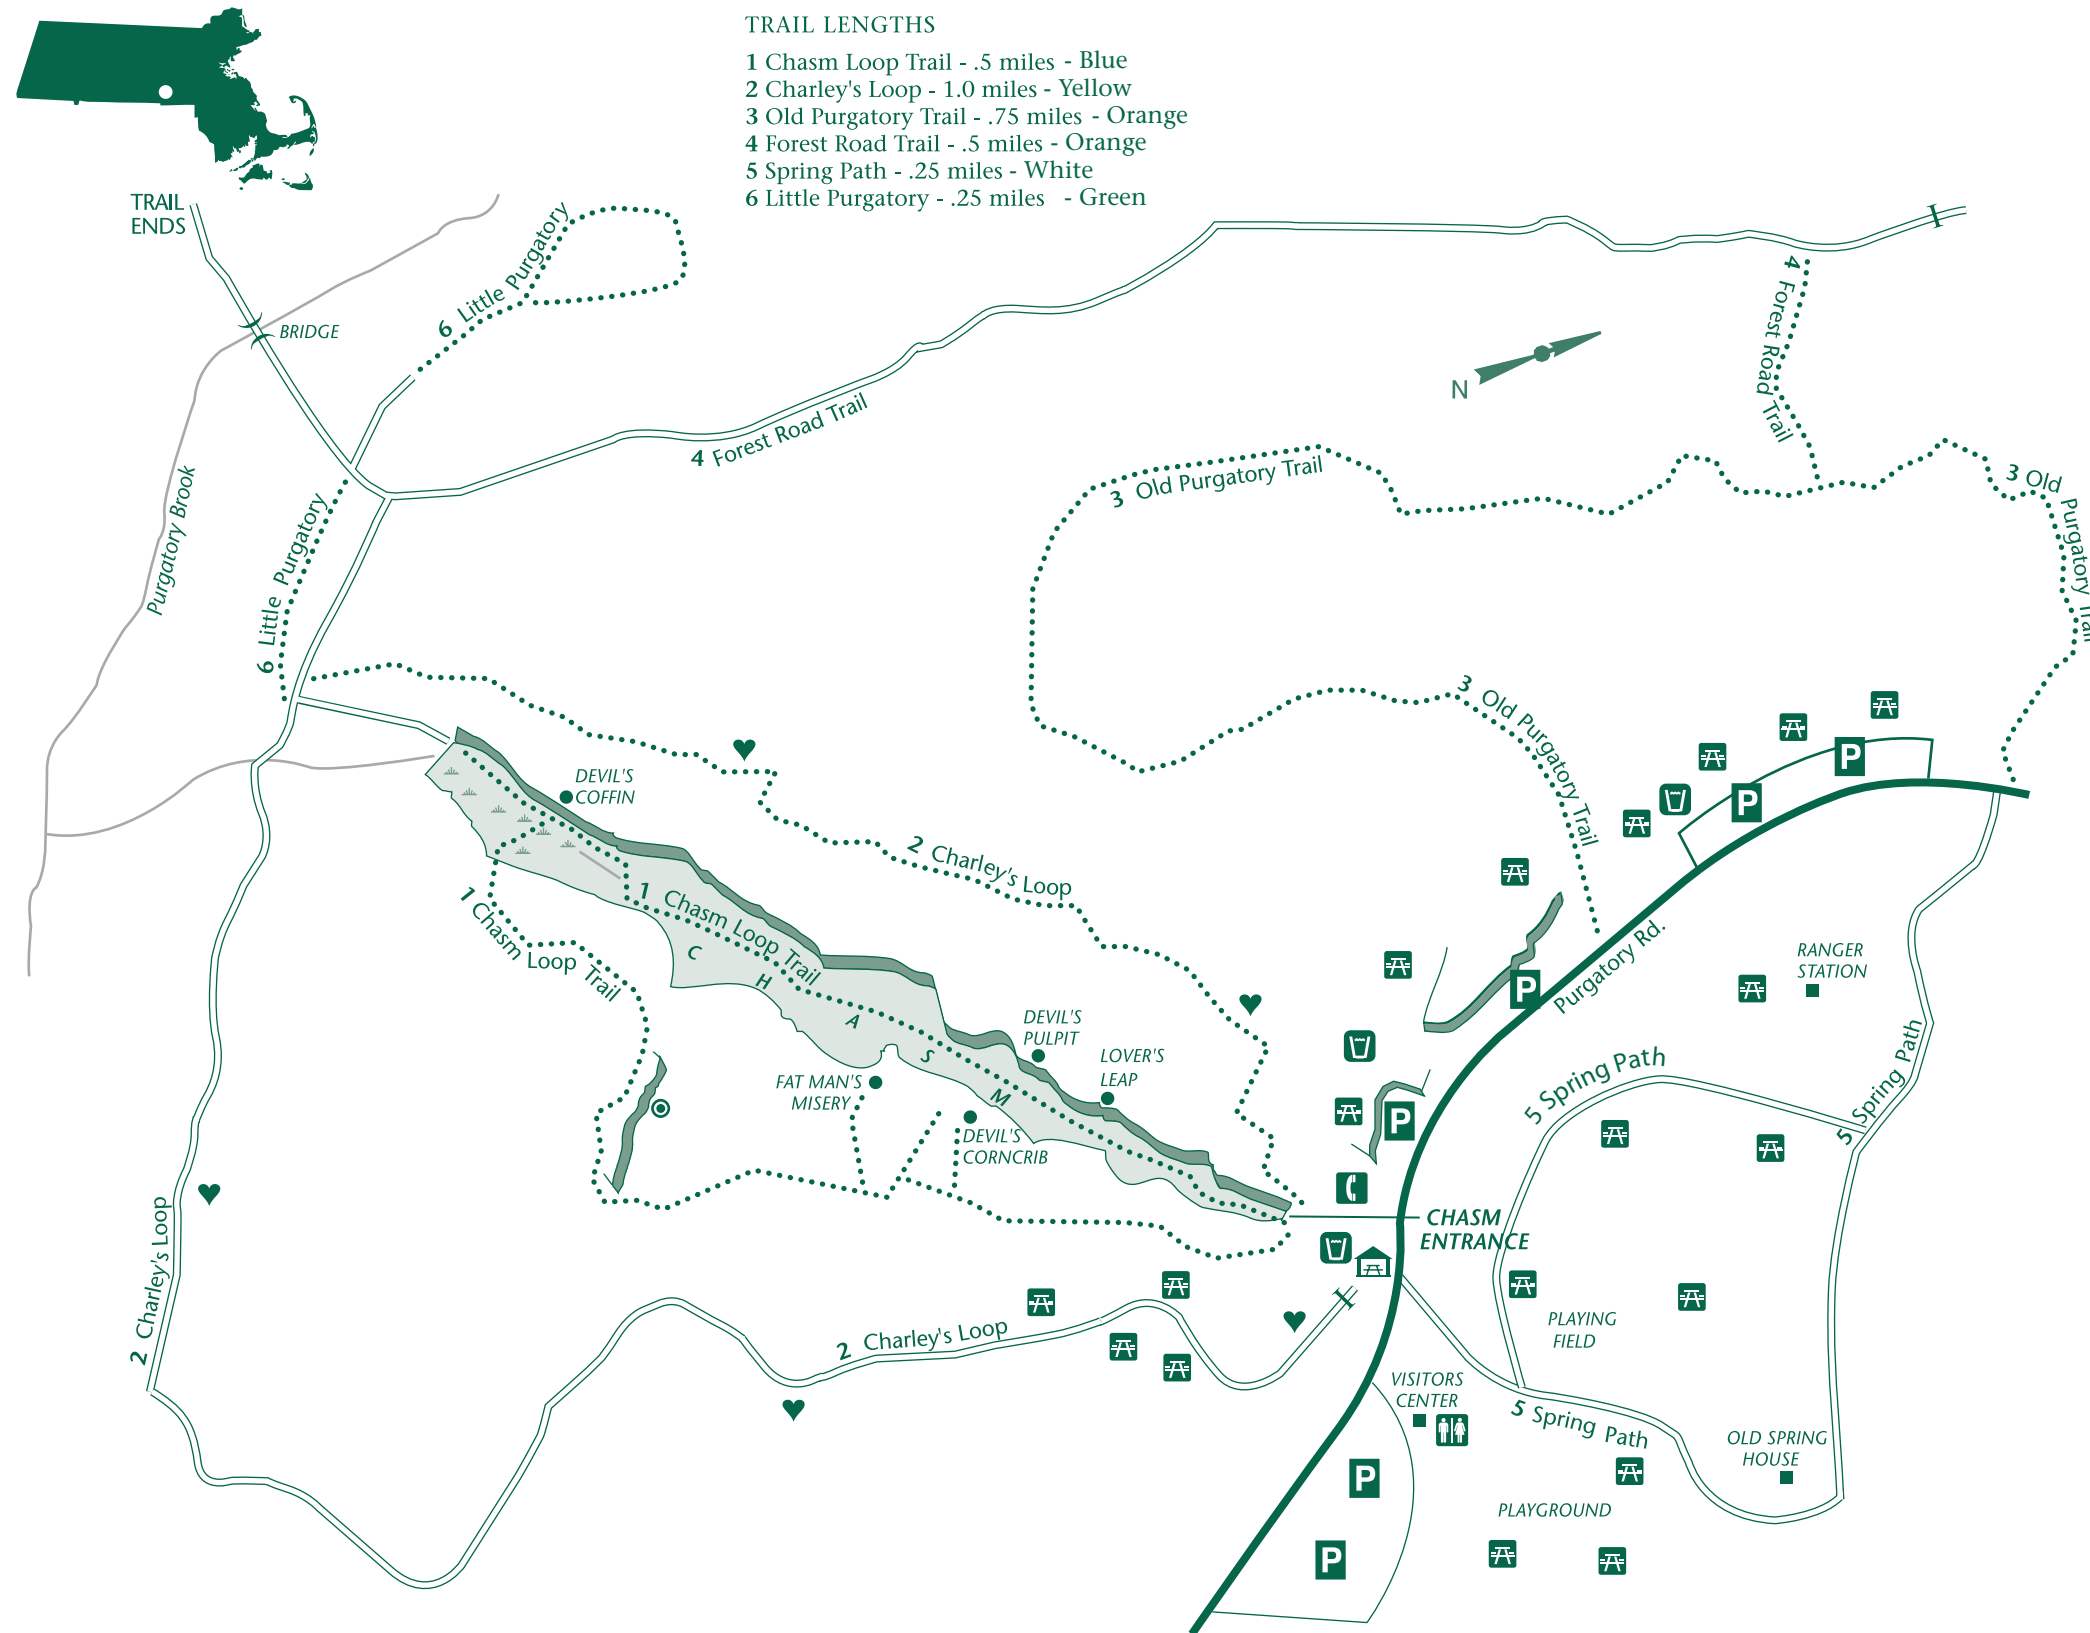 TRAIL LENGTHS
1 Chasm Loop Trail - .5 miles - Blue
2 Charley's Loop - 1.0 miles - Yellow
3 Old Purgatory Trail - .75 miles - Orange
4 Forest Road Trail - .5 miles - Orange
5 Spring Path - .25 miles - White
6 Little Purgatory - .25 miles - Green
TRAIL
ENDS
6 Little Purgatory
BRIDGE
4 Forest Road Trail
N
4 Forest Road Trail
Purgatory Brook
3 Old Purgatory Trail
3 Old Purgatory Trail
6 Little Purgatory
3 Old Purgatory Trail
DEVIL'S
COFFIN
P
P
2 Charley's Loop
1 Chasm Loop Trail
1 Chasm Loop Trail
CHASM
P
Purgatory Rd.
RANGER
STATION
DEVIL'S
PULPIT
LOVER'S
LEAP
FAT MAN'S
MISERY
DEVIL'S
CORNCRIB
P
5 Spring Path
5 Spring Path
CHASM
ENTRANCE
2 Charley's Loop
2 Charley's Loop
PLAYING
FIELD
VISITORS
CENTER
5 Spring Path
OLD SPRING
HOUSE
P
PLAYGROUND
P